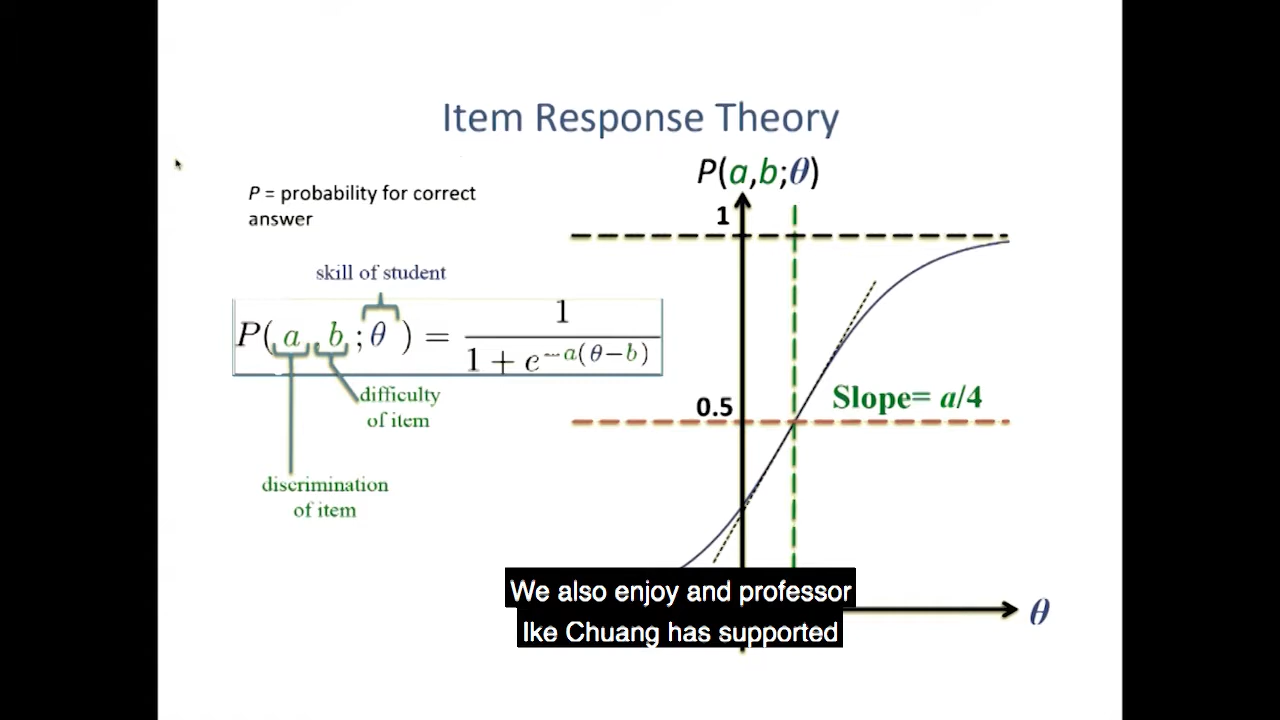 Item Response Theory
P(a,b;θ)
P = probability for correct
answer
1
skill of student
P( a , b ; θ ) = 1 / (1 + e^−a(θ−b))
difficulty
of item
0.5
Slope= a/4
discrimination
of item
We also enjoy and professor
Ike Chuang has supported
θ